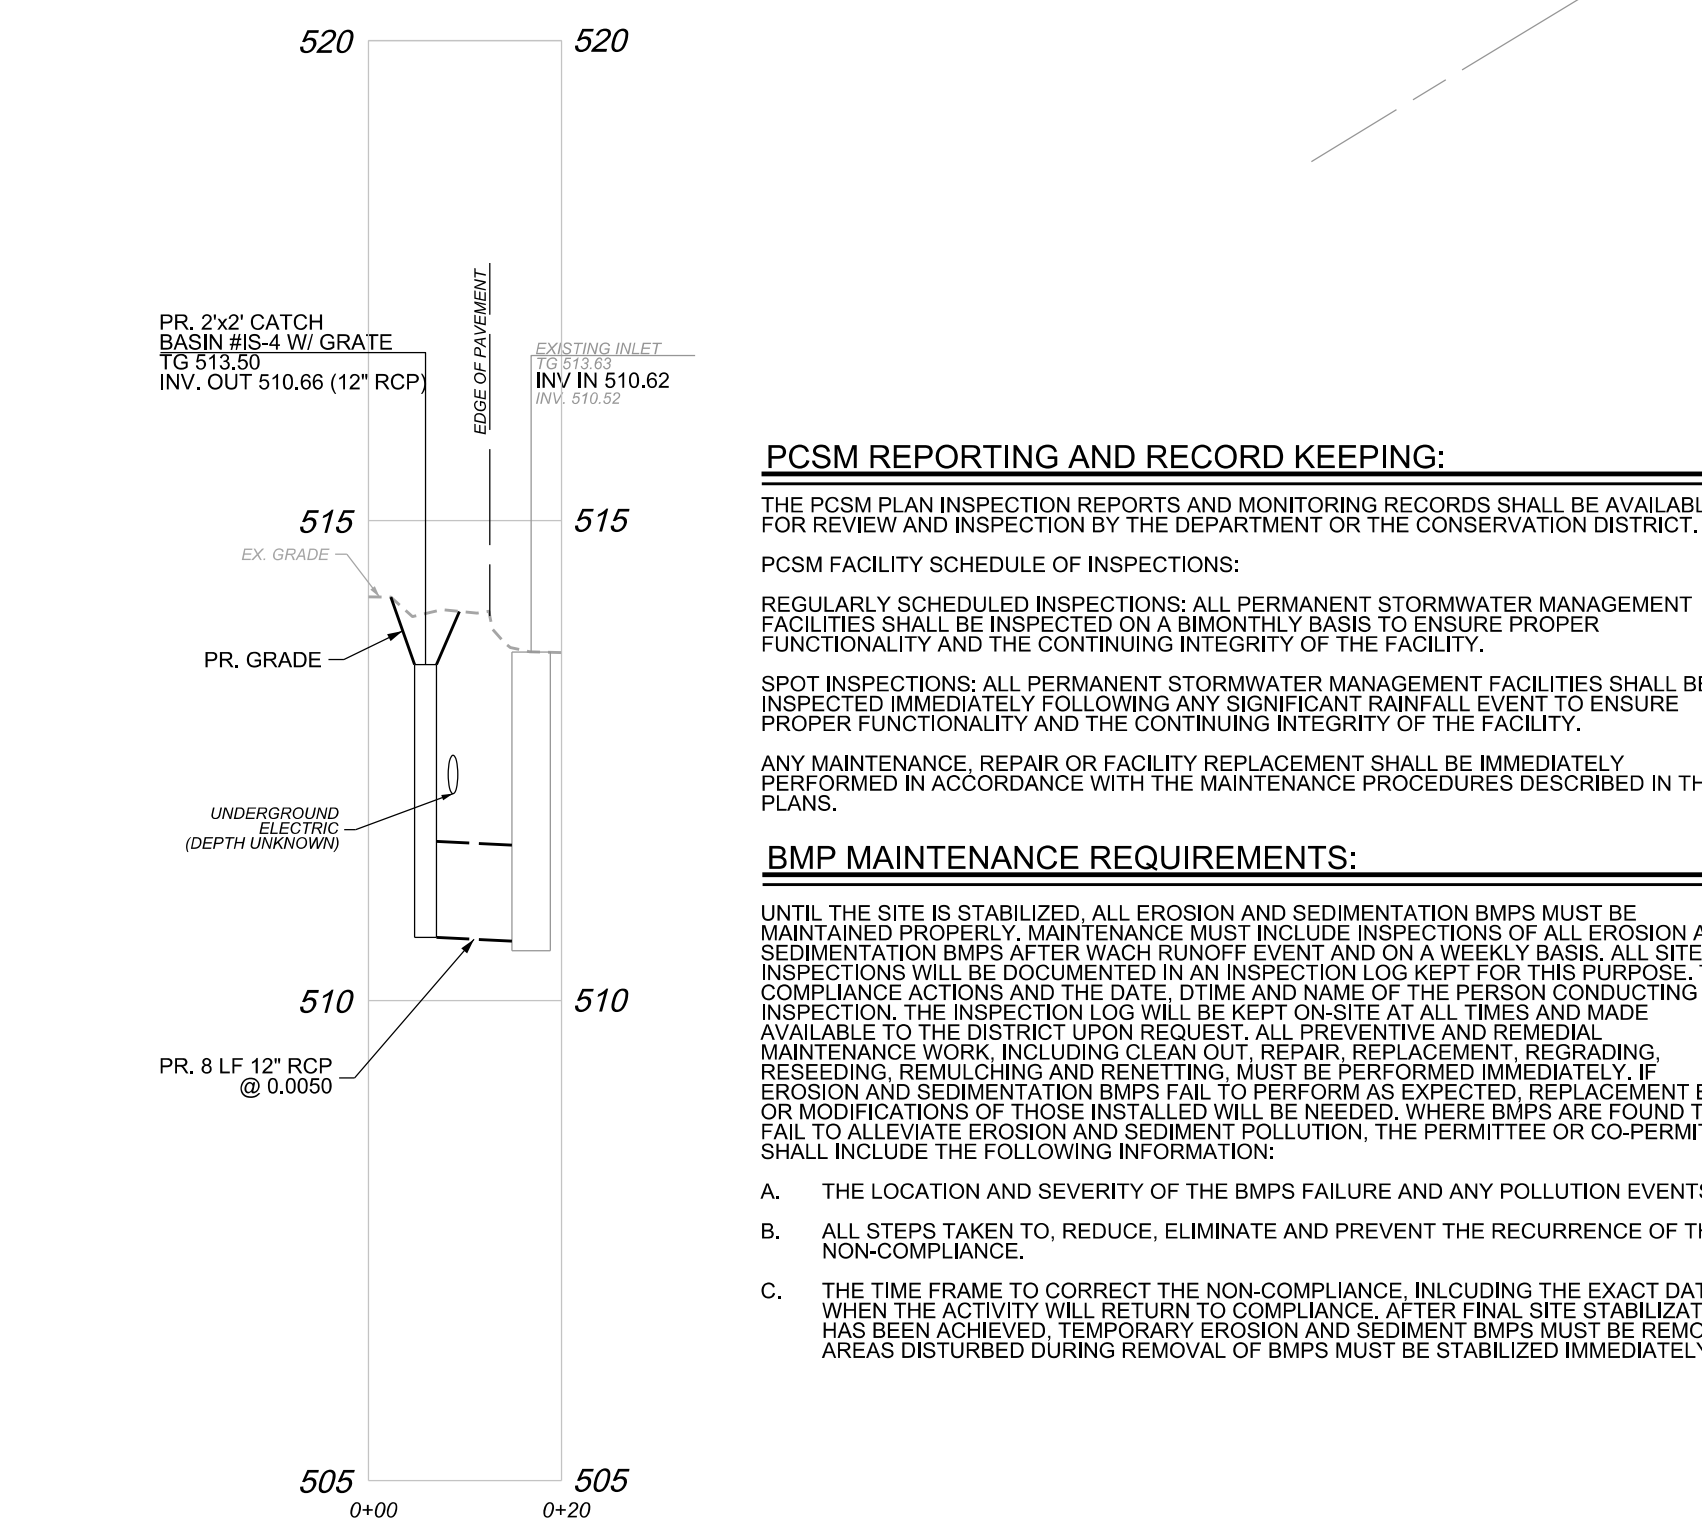 520
520
PR. 2'x2' CATCH
BASIN #IS-4 W/ GRATE
TG 513.50
INV. OUT 510.66 (12" RCP)
EDGE OF PAVEMENT
EXISTING INLET
TG 513.63
INV IN 510.62
INV. 510.52
515
515
EX. GRADE
PR. GRADE
UNDERGROUND
ELECTRIC
(DEPTH UNKNOWN)
510
510
PR. 8 LF 12" RCP
@ 0.0050
505
505
0+00
0+20
PCSM REPORTING AND RECORD KEEPING:
THE PCSM PLAN INSPECTION REPORTS AND MONITORING RECORDS SHALL BE AVAILABL
FOR REVIEW AND INSPECTION BY THE DEPARTMENT OR THE CONSERVATION DISTRICT.
PCSM FACILITY SCHEDULE OF INSPECTIONS:
REGULARLY SCHEDULED INSPECTIONS: ALL PERMANENT STORMWATER MANAGEMENT
FACILITIES SHALL BE INSPECTED ON A BIMONTHLY BASIS TO ENSURE PROPER
FUNCTIONALITY AND THE CONTINUING INTEGRITY OF THE FACILITY.
SPOT INSPECTIONS: ALL PERMANENT STORMWATER MANAGEMENT FACILITIES SHALL BE
INSPECTED IMMEDIATELY FOLLOWING ANY SIGNIFICANT RAINFALL EVENT TO ENSURE
PROPER FUNCTIONALITY AND THE CONTINUING INTEGRITY OF THE FACILITY.
ANY MAINTENANCE, REPAIR OR FACILITY REPLACEMENT SHALL BE IMMEDIATELY
PERFORMED IN ACCORDANCE WITH THE MAINTENANCE PROCEDURES DESCRIBED IN TH
PLANS.
BMP MAINTENANCE REQUIREMENTS:
UNTIL THE SITE IS STABILIZED, ALL EROSION AND SEDIMENTATION BMPS MUST BE
MAINTAINED PROPERLY. MAINTENANCE MUST INCLUDE INSPECTIONS OF ALL EROSION A
SEDIMENTATION BMPS AFTER WACH RUNOFF EVENT AND ON A WEEKLY BASIS. ALL SITE
INSPECTIONS WILL BE DOCUMENTED IN AN INSPECTION LOG KEPT FOR THIS PURPOSE. T
COMPLIANCE ACTIONS AND THE DATE, DTIME AND NAME OF THE PERSON CONDUCTING
INSPECTION. THE INSPECTION LOG WILL BE KEPT ON-SITE AT ALL TIMES AND MADE
AVAILABLE TO THE DISTRICT UPON REQUEST. ALL PREVENTIVE AND REMEDIAL
MAINTENANCE WORK, INCLUDING CLEAN OUT, REPAIR, REPLACEMENT, REGRADING,
RESEEDING, REMULCHING AND RENETTING, MUST BE PERFORMED IMMEDIATELY. IF
EROSION AND SEDIMENTATION BMPS FAIL TO PERFORM AS EXPECTED, REPLACEMENT B
OR MODIFICATIONS OF THOSE INSTALLED WILL BE NEEDED. WHERE BMPS ARE FOUND T
FAIL TO ALLEVIATE EROSION AND SEDIMENT POLLUTION, THE PERMITTEE OR CO-PERMIT
SHALL INCLUDE THE FOLLOWING INFORMATION:
A. THE LOCATION AND SEVERITY OF THE BMPS FAILURE AND ANY POLLUTION EVENTS
B. ALL STEPS TAKEN TO, REDUCE, ELIMINATE AND PREVENT THE RECURRENCE OF TH
NON-COMPLIANCE.
C. THE TIME FRAME TO CORRECT THE NON-COMPLIANCE, INLCUDING THE EXACT DAT
WHEN THE ACTIVITY WILL RETURN TO COMPLIANCE. AFTER FINAL SITE STABILIZAT
HAS BEEN ACHIEVED, TEMPORARY EROSION AND SEDIMENT BMPS MUST BE REMO
AREAS DISTURBED DURING REMOVAL OF BMPS MUST BE STABILIZED IMMEDIATELY